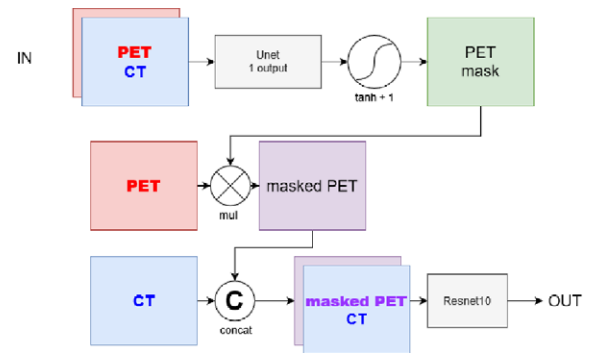 IN
PET
CT
Unet
1 output
tanh + 1
PET
mask
PET
mul
masked PET
CT
C
concat
masked PET
CT
Resnet10
OUT